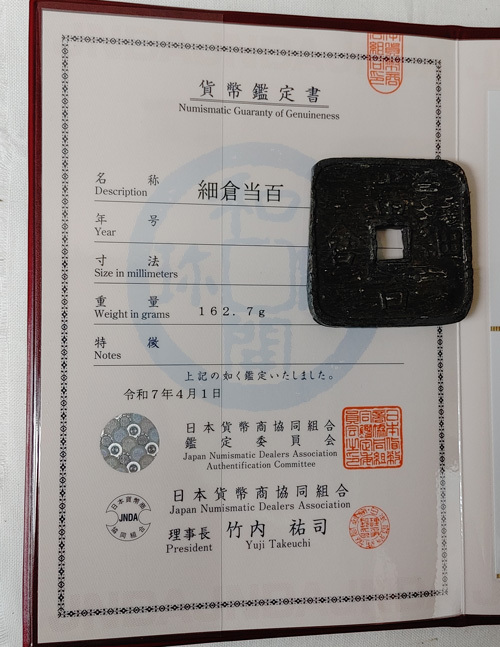 貨幣鑑定書
Numismatic Guaranty of Genuineness
名 称
Description
細倉当百
年 号
Year
寸 法
Size in millimeters
重 量
Weight in grams
162.7g
特 徴
Notes
上記の如く鑑定いたしました。
令和7年4月1日
日本貨幣商協同組合
鑑定委員会
Japan Numismatic Dealers Association
Authentification Committee
日本貨幣商協同組合
Japan Numismatic Dealers Association
JNDA
理事長 竹内 祐司
President Yuji Takeuchi